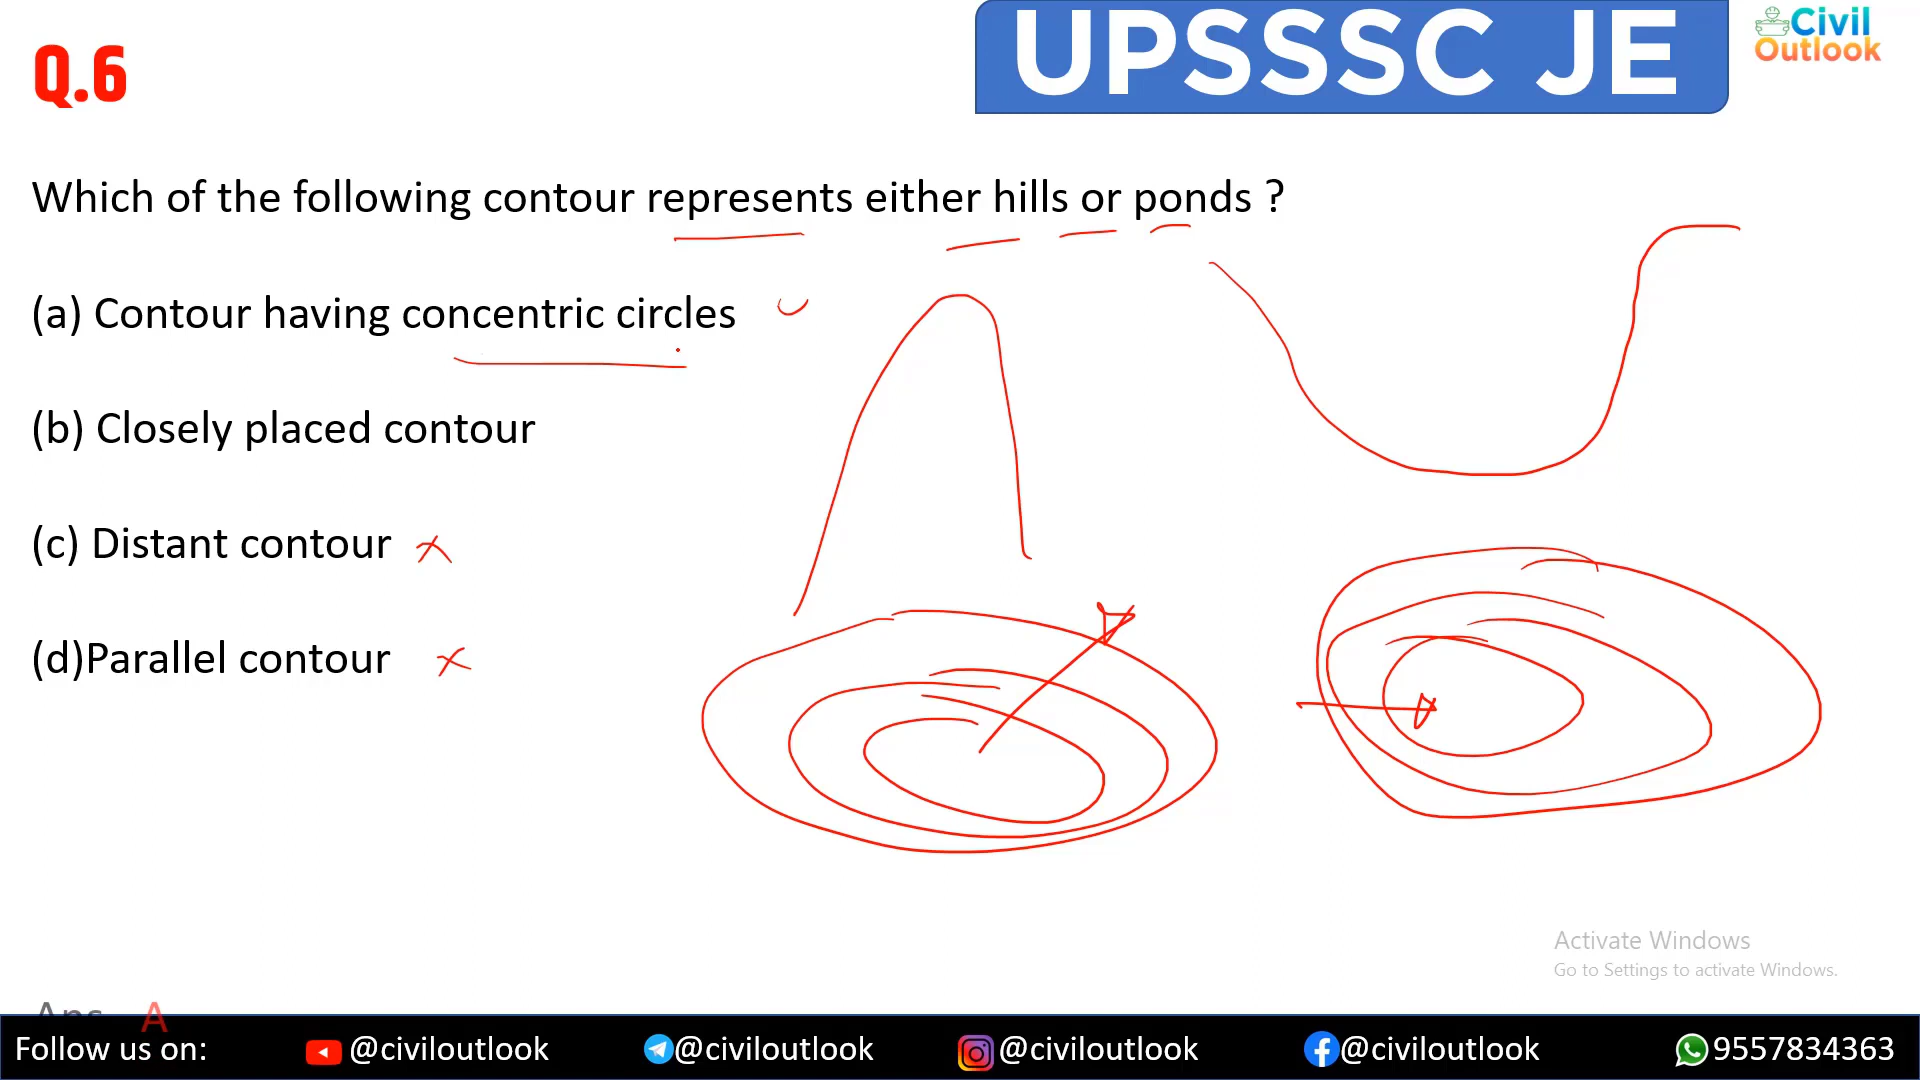 Q.6
UPSSSC JE
Civil
Outlook
Which of the following contour represents either hills or ponds ?
(a) Contour having concentric circles
(b) Closely placed contour
(c) Distant contour
(d)Parallel contour
Activate Windows
Go to Settings to activate Windows.
Ans A
Follow us on: @civiloutlook @civiloutlook @civiloutlook @civiloutlook 9557834363